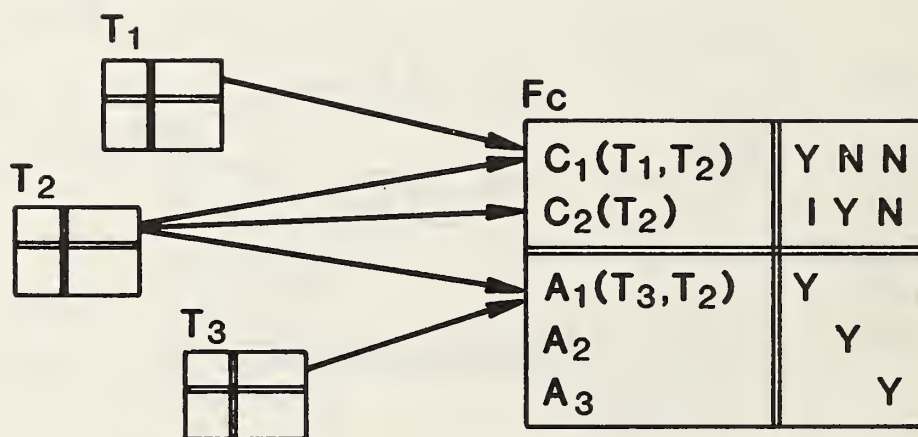 T1
T2
T3
Fc
C1(T1,T2) Y N N
C2(T2) I Y N
A1(T3,T2) Y
A2 Y
A3 Y